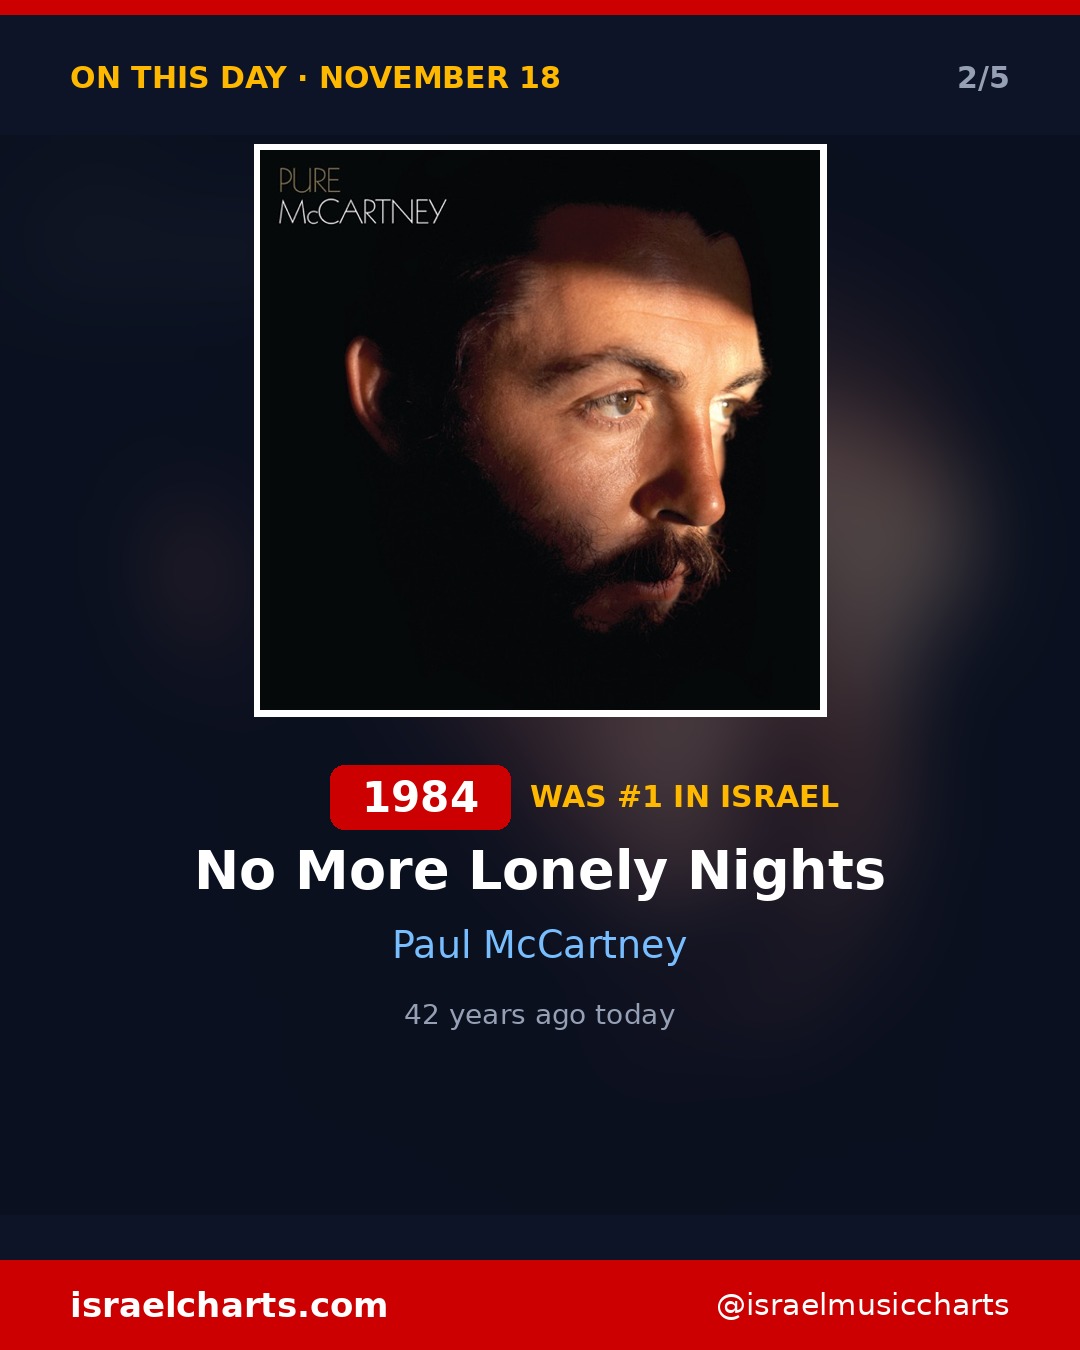 ON THIS DAY · NOVEMBER 18
2/5
PURE
McCARTNEY
1984 WAS #1 IN ISRAEL
No More Lonely Nights
Paul McCartney
42 years ago today
israelcharts.com
@israelmusiccharts